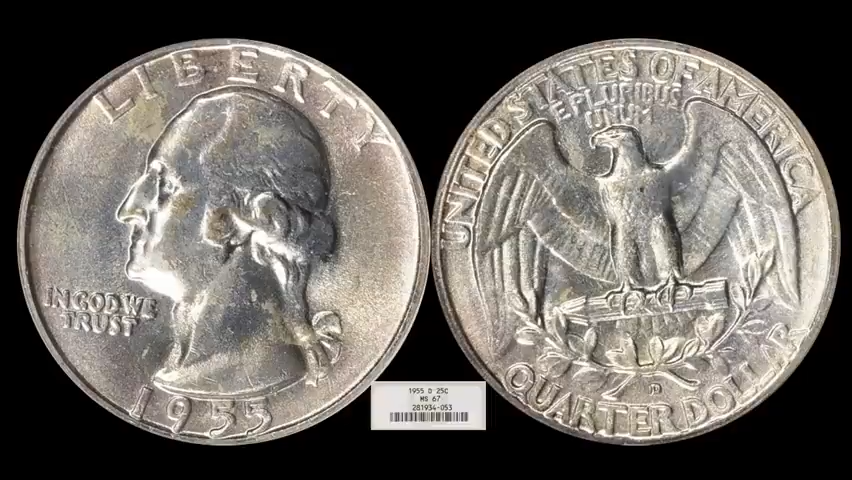 LIBERTY
IN GOD WE
TRUST
1955
UNITED STATES OF AMERICA
E PLURIBUS
UNUM
D
QUARTER DOLLAR
1955 D 25C
MS 67
281934-053